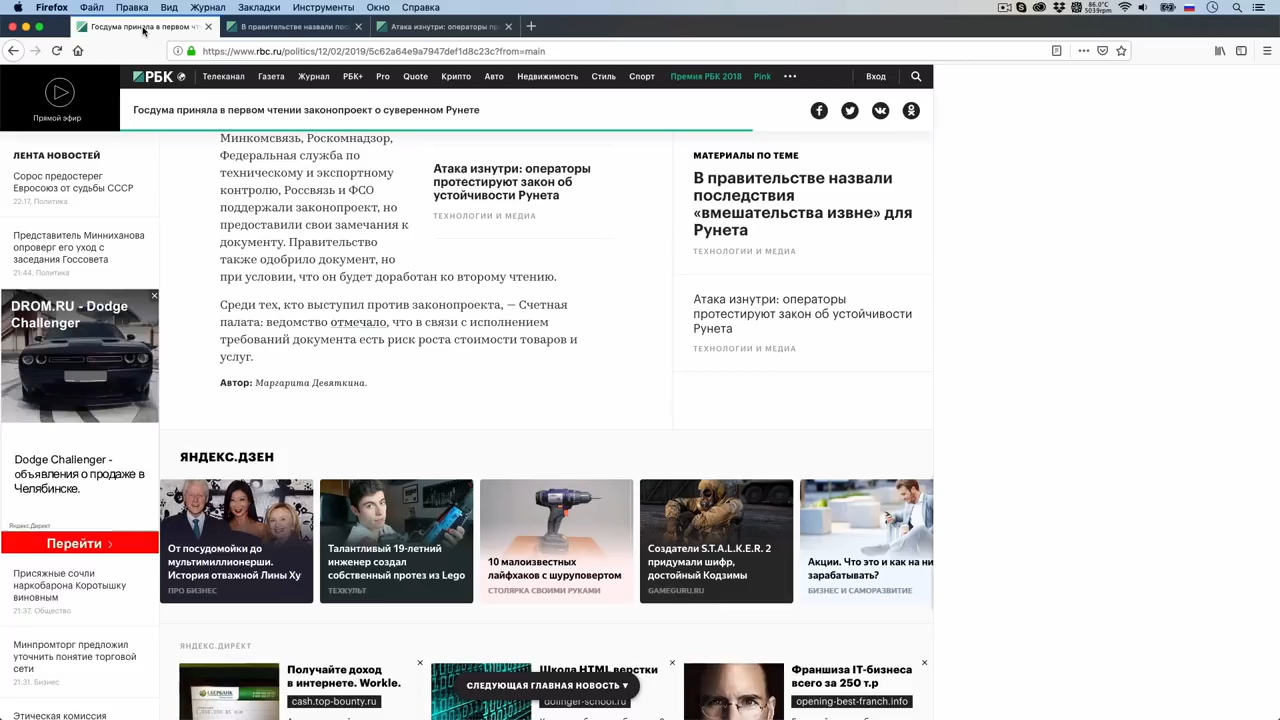 Firefox Файл Правка Вид Журнал Закладки Инструменты Окно Справка
86.0°C
5039rpm
Госдума приняла в первом чт
В правительстве назвали пос
Атака изнутри: операторы пр
https://www.rbc.ru/politics/12/02/2019/5c62a64e9a7947def1d8c23c?from=main
Прямой эфир
РБК Телеканал Газета Журнал РБК+ Pro Quote Крипто Авто Недвижимость Стиль Спорт Премия РБК 2018 Pink Вход
Госдума приняла в первом чтении законопроект о суверенном Рунете
ЛЕНТА НОВОСТЕЙ
Сорос предостерег
Евросоюз от судьбы СССР
22:17, Политика
Представитель Минниханова
опроверг его уход с
заседания Госсовета
21:44, Политика
DROM.RU - Dodge
Challenger
Dodge Challenger -
объявления о продаже в
Челябинске.
Яндекс.Директ
Перейти
Присяжные сочли
наркобарона Коротышку
виновным
21:37, Общество
Минпромторг предложил
уточнить понятие торговой
сети
21:31, Бизнес
Этическая комиссия
Минкомсвязь, Роскомнадзор,
Федеральная служба по
техническому и экспортному
контролю, Россвязь и ФСО
поддержали законопроект, но
предоставили свои замечания к
документу. Правительство
также одобрило документ, но
при условии, что он будет доработан ко второму чтению.
Среди тех, кто выступил против законопроекта, — Счетная
палата: ведомство отмечало, что в связи с исполнением
требований документа есть риск роста стоимости товаров и
услуг.
Автор: Маргарита Девяткина.
Атака изнутри: операторы
протестируют закон об
устойчивости Рунета
ТЕХНОЛОГИИ И МЕДИА
МАТЕРИАЛЫ ПО ТЕМЕ
В правительстве назвали
последствия
«вмешательства извне» для
Рунета
ТЕХНОЛОГИИ И МЕДИА
Атака изнутри: операторы
протестируют закон об устойчивости
Рунета
ТЕХНОЛОГИИ И МЕДИА
ЯНДЕКС.ДЗЕН
От посудомойки до
мультимиллионерши.
История отважной Лины Ху
ПРО БИЗНЕС
Талантливый 19-летний
инженер создал
собственный протез из Lego
ТЕХКУЛЬТ
10 малоизвестных
лайфхаков с шуруповертом
СТОЛЯРКА СВОИМИ РУКАМИ
Создатели S.T.A.L.K.E.R. 2
придумали шифр,
достойный Кодзимы
GAMEGURU.RU
Акции. Что это и как на ни
зарабатывать?
БИЗНЕС И САМОРАЗВИТИЕ
ЯНДЕКС.ДИРЕКТ
Получайте доход
в интернете. Workle.
cash.top-bounty.ru
Школа HTML верстки
dolinger-school.ru
Франшиза IT-бизнеса
всего за 250 т.р
opening-best-franch.info
СЛЕДУЮЩАЯ ГЛАВНАЯ НОВОСТЬ